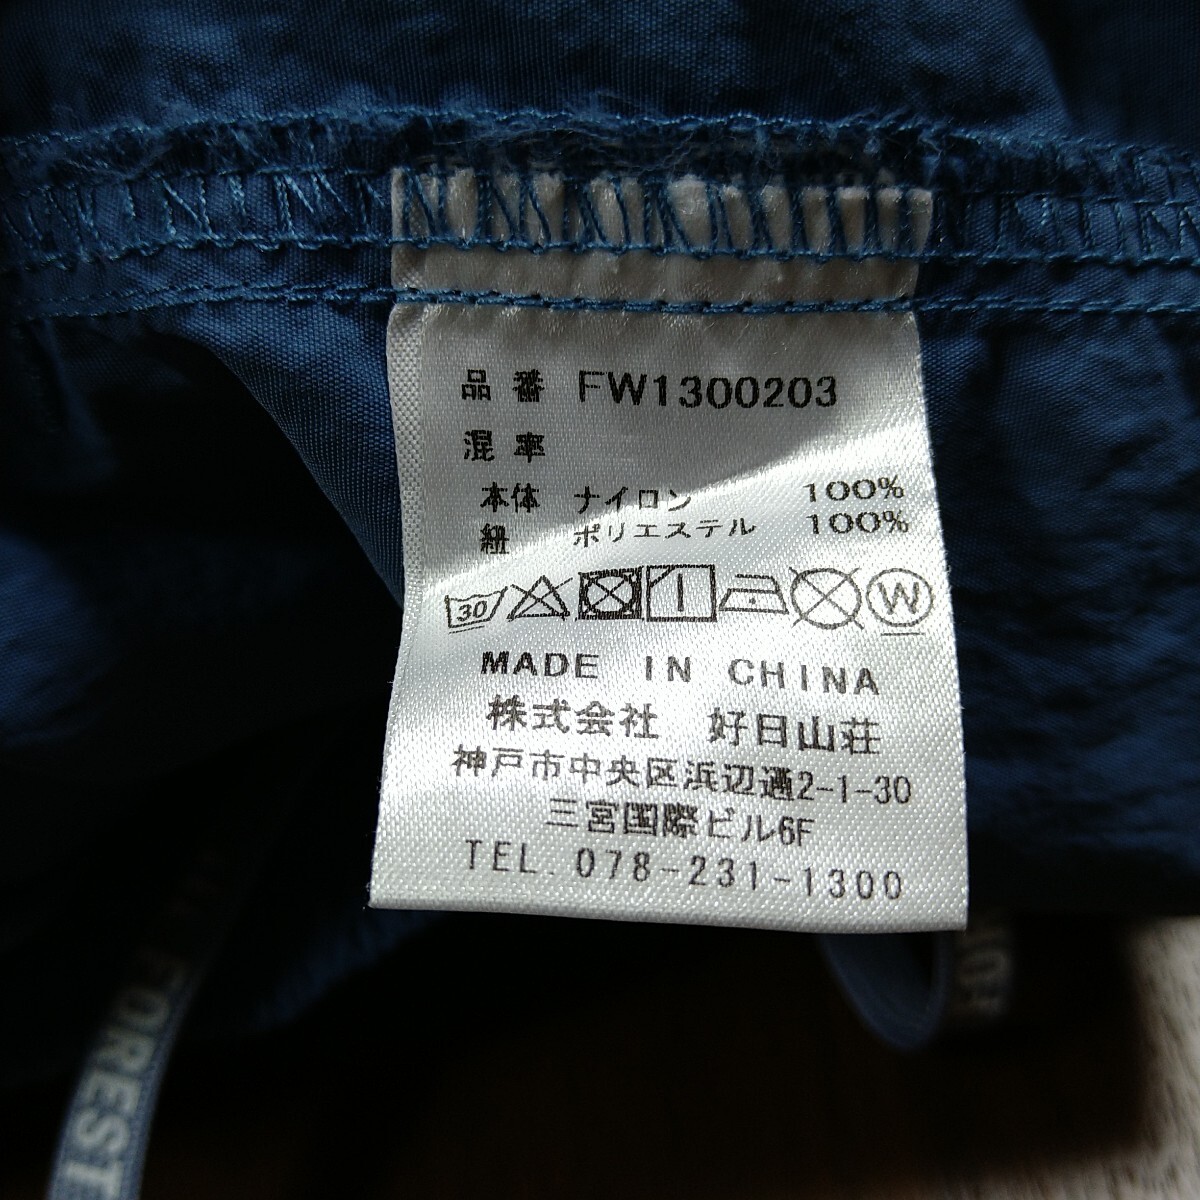 品番 FW1300203
混率
本体 ナイロン 100%
紐 ポリエステル 100%
30 W
MADE IN CHINA
株式会社 好日山荘
神戸市中央区浜辺通2-1-30
三宮国際ビル6F
TEL. 078-231-1300
FOREST